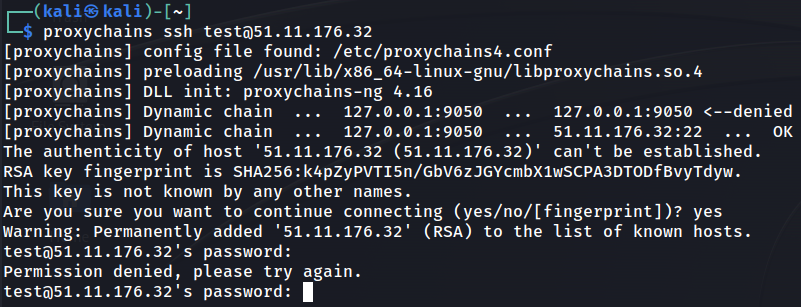 ┌──(kali㉿kali)-[~]
└─$ proxychains ssh test@51.11.176.32
[proxychains] config file found: /etc/proxychains4.conf
[proxychains] preloading /usr/lib/x86_64-linux-gnu/libproxychains.so.4
[proxychains] DLL init: proxychains-ng 4.16
[proxychains] Dynamic chain  ...  127.0.0.1:9050  ...  127.0.0.1:9050 <--denied
[proxychains] Dynamic chain  ...  127.0.0.1:9050  ...  51.11.176.32:22  ...  OK
The authenticity of host '51.11.176.32 (51.11.176.32)' can't be established.
RSA key fingerprint is SHA256:k4pZyPVTI5n/GbV6zJGYcmbX1wSCPA3DTODfBvyTdyw.
This key is not known by any other names.
Are you sure you want to continue connecting (yes/no/[fingerprint])? yes
Warning: Permanently added '51.11.176.32' (RSA) to the list of known hosts.
test@51.11.176.32's password:
Permission denied, please try again.
test@51.11.176.32's password: